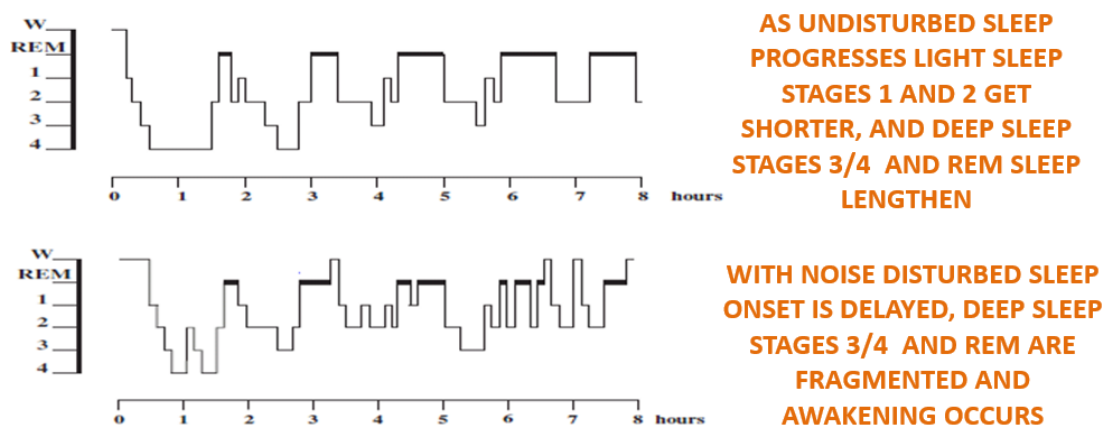 W
REM
1
2
3
4
0 1 2 3 4 5 6 7 8 hours
AS UNDISTURBED SLEEP
PROGRESSES LIGHT SLEEP
STAGES 1 AND 2 GET
SHORTER, AND DEEP SLEEP
STAGES 3/4 AND REM SLEEP
LENGTHEN
W
REM
1
2
3
4
0 1 2 3 4 5 6 7 8 hours
WITH NOISE DISTURBED SLEEP
ONSET IS DELAYED, DEEP SLEEP
STAGES 3/4 AND REM ARE
FRAGMENTED AND
AWAKENING OCCURS